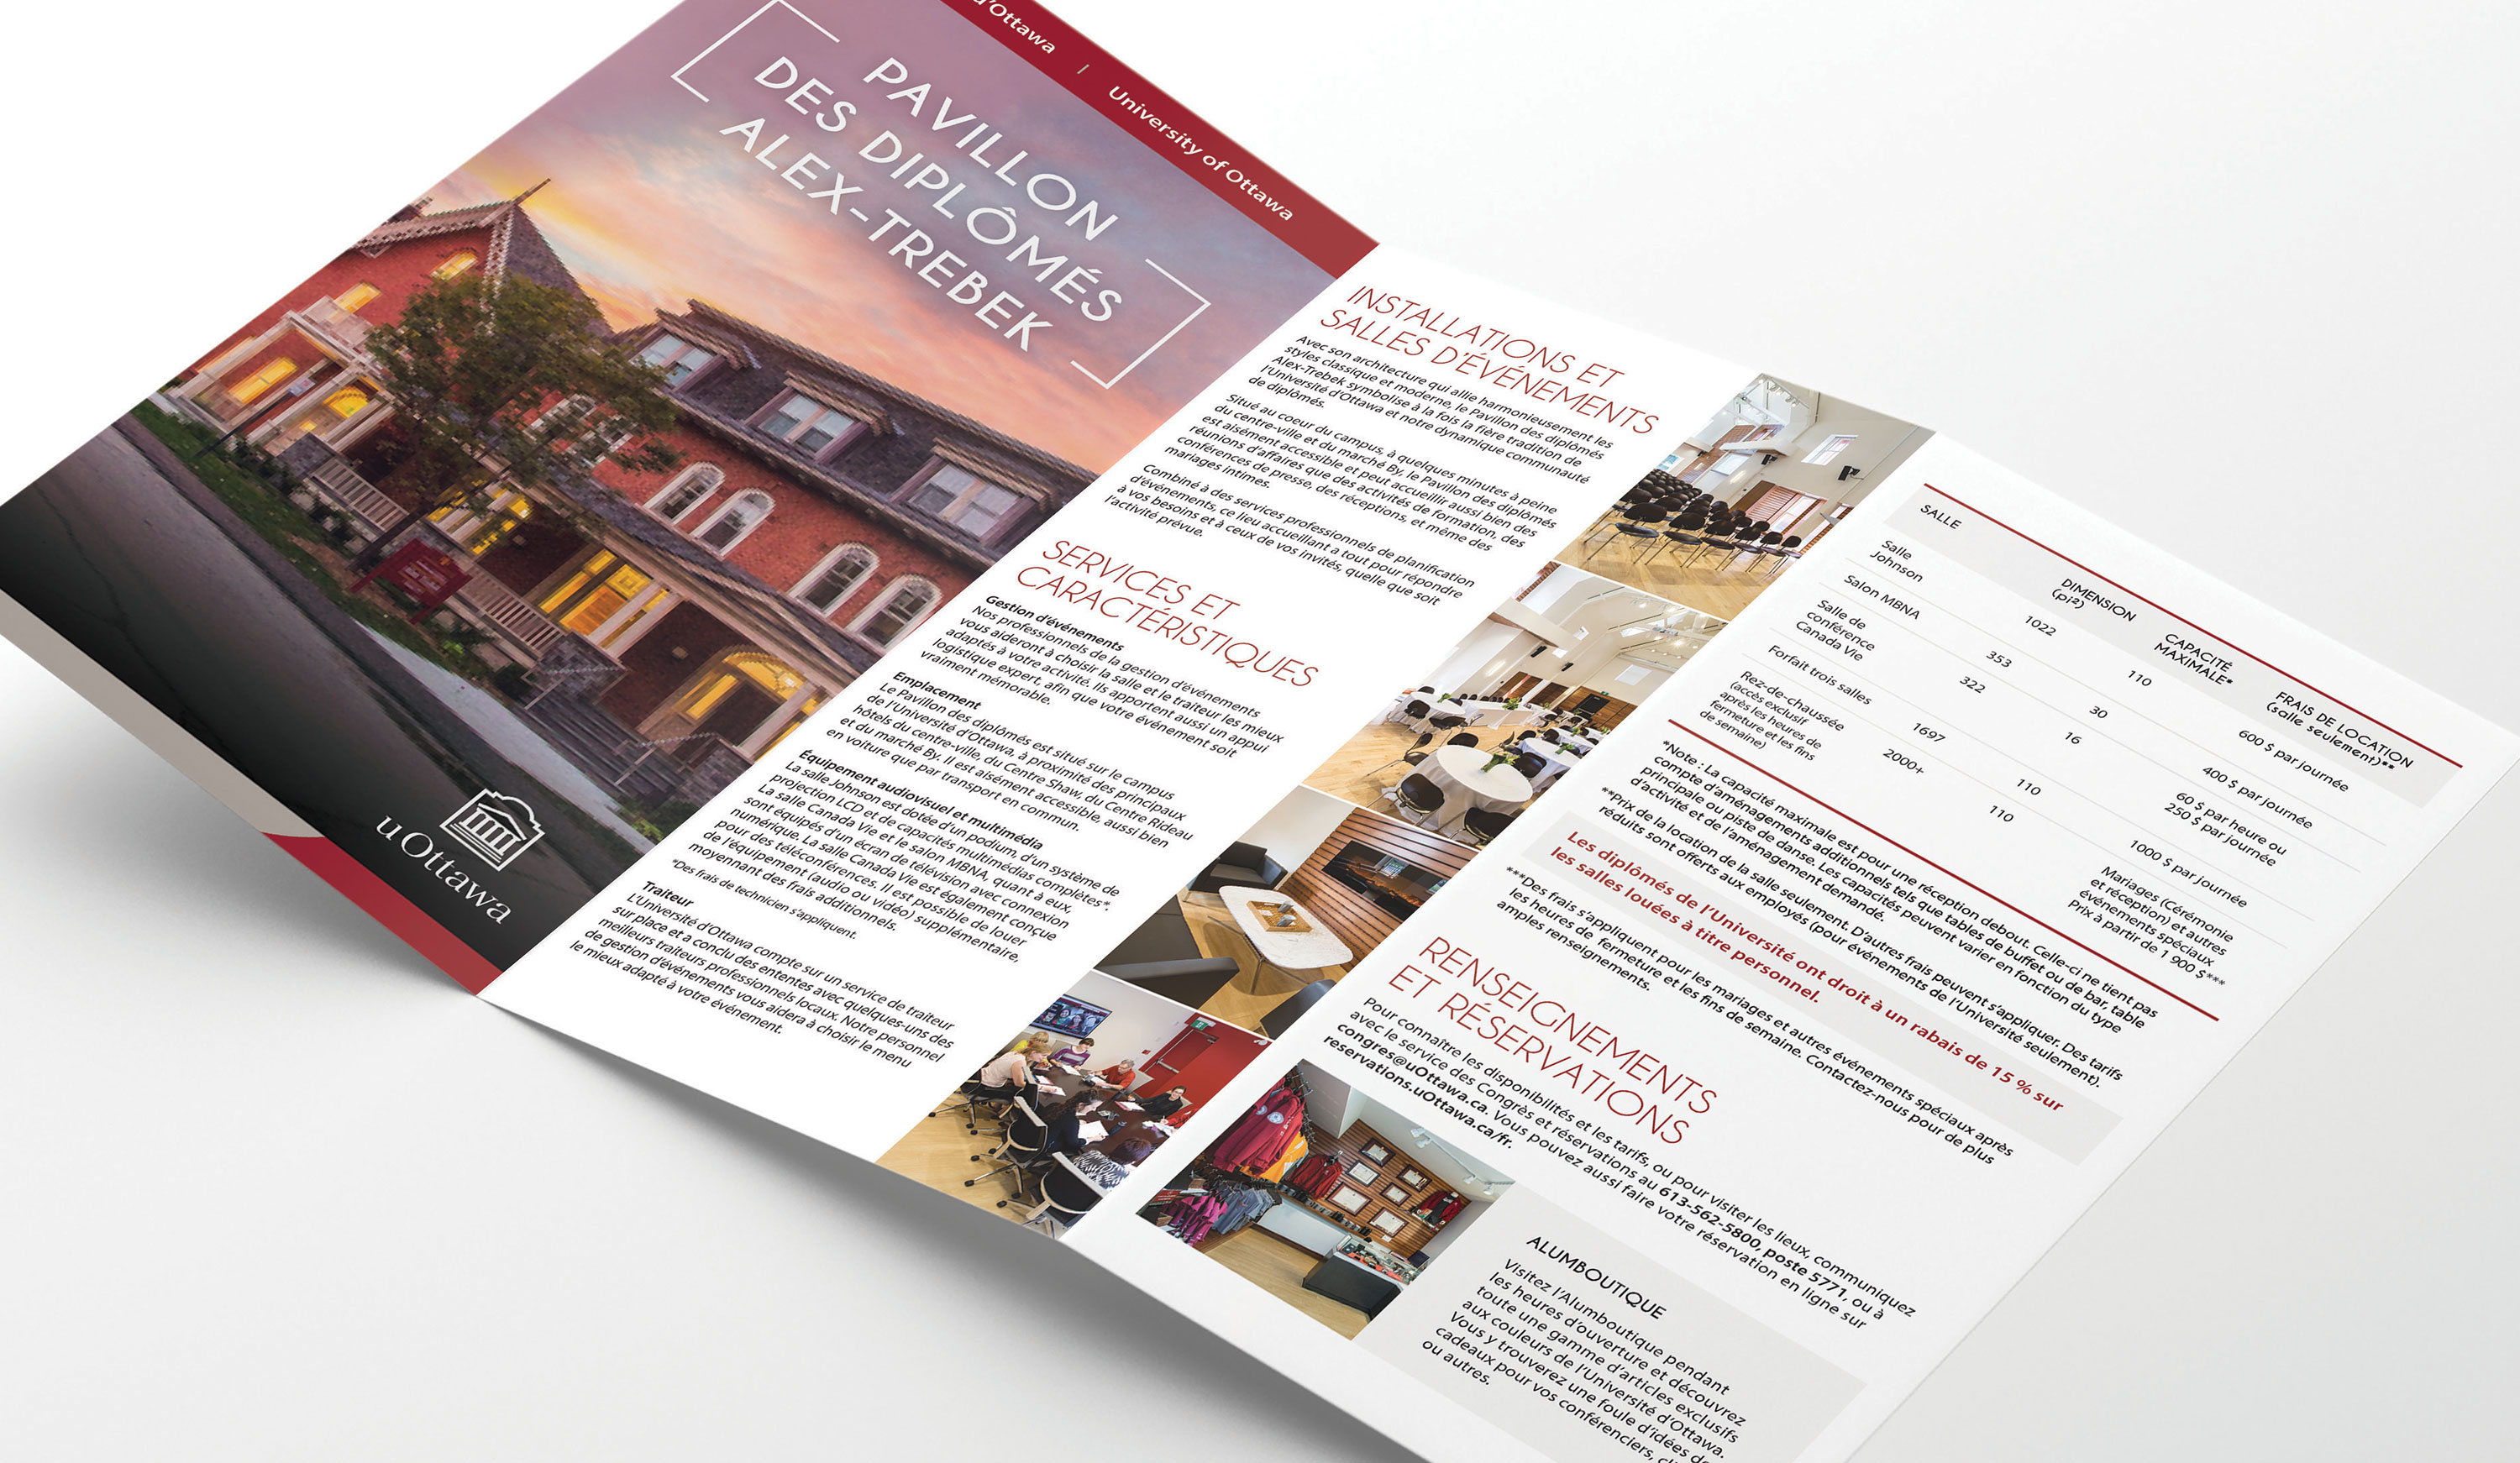 uOttawa | University of Ottawa
PAVILLON
DES DIPLÔMÉS
ALEX-TREBEK
uOttawa
INSTALLATIONS ET
SALLES D'ÉVÉNEMENTS
Avec son architecture qui allie harmonieusement les
styles classique et moderne, le Pavillon des diplômés
Alex-Trebek symbolise à la fois la fière tradition de
l'Université d'Ottawa et notre dynamique communauté
de diplômés.
Situé au coeur du campus, à quelques minutes à peine
du centre-ville et du marché By, le Pavillon des diplômés
est aisément accessible et peut accueillir aussi bien des
réunions d'affaires que des activités de formation, des
conférences de presse, des réceptions, et même des
mariages intimes.
Combiné à des services professionnels de planification
d'événements, ce lieu accueillant a tout pour répondre
à vos besoins et à ceux de vos invités, quelle que soit
l'activité prévue.
SERVICES ET
CARACTÉRISTIQUES
Gestion d'événements
Nos professionnels de la gestion d'événements
vous aideront à choisir la salle et le traiteur les mieux
adaptés à votre activité. Ils apportent aussi un appui
logistique expert, afin que votre événement soit
vraiment mémorable.
Emplacement
Le Pavillon des diplômés est situé sur le campus
de l'Université d'Ottawa, à proximité des principaux
hôtels du centre-ville, du Centre Shaw, du Centre Rideau
et du marché By. Il est aisément accessible, aussi bien
en voiture que par transport en commun.
Équipement audiovisuel et multimédia
La salle Johnson est dotée d'un podium, d'un système de
projection LCD et de capacités multimédias complètes*.
La salle Canada Vie et le salon MBNA, quant à eux,
sont équipés d'un écran de télévision avec connexion
numérique. La salle Canada Vie est également conçue
pour des téléconférences. Il est possible de louer
de l'équipement (audio ou vidéo) supplémentaire,
moyennant des frais additionnels.
*Des frais de technicien s'appliquent.
Traiteur
L'Université d'Ottawa compte sur un service de traiteur
sur place et a conclu des ententes avec quelques-uns des
meilleurs traiteurs professionnels locaux. Notre personnel
de gestion d'événements vous aidera à choisir le menu
le mieux adapté à votre événement.
SALLE DIMENSION (pi²) CAPACITÉ MAXIMALE* FRAIS DE LOCATION (salle seulement)**
Salle Johnson 1022 110 600 $ par journée
Salon MBNA 353 30 400 $ par journée
Salle de conférence Canada Vie 322 16 60 $ par heure ou 250 $ par journée
Forfait trois salles 1697 110 1000 $ par journée
Rez-de-chaussée (accès exclusif après les heures de fermeture et les fins de semaine) 2000+ 110 Mariages (Cérémonie et réception) et autres événements spéciaux Prix à partir de 1 900 $***
*Note : La capacité maximale est pour une réception debout. Celle-ci ne tient pas
compte d'aménagements additionnels tels que tables de buffet ou de bar, table
principale ou piste de danse. Les capacités peuvent varier en fonction du type
d'activité et de l'aménagement demandé.
**Prix de la location de la salle seulement. D'autres frais peuvent s'appliquer. Des tarifs
réduits sont offerts aux employés (pour événements de l'Université seulement).
Les diplômés de l'Université ont droit à un rabais de 15 % sur
les salles louées à titre personnel.
***Des frais s'appliquent pour les mariages et autres événements spéciaux après
les heures de fermeture et les fins de semaine. Contactez-nous pour de plus
amples renseignements.
RENSEIGNEMENTS
ET RÉSERVATIONS
Pour connaître les disponibilités et les tarifs, ou pour visiter les lieux, communiquez
avec le service des Congrès et réservations au 613-562-5800, poste 5771, ou à
congres@uOttawa.ca. Vous pouvez aussi faire votre réservation en ligne sur
reservations.uOttawa.ca/fr.
ALUMBOUTIQUE
Visitez l'Alumboutique pendant
les heures d'ouverture et découvrez
toute une gamme d'articles exclusifs
aux couleurs de l'Université d'Ottawa.
Vous y trouverez une foule d'idées de
cadeaux pour vos conférenciers,
ou autres.